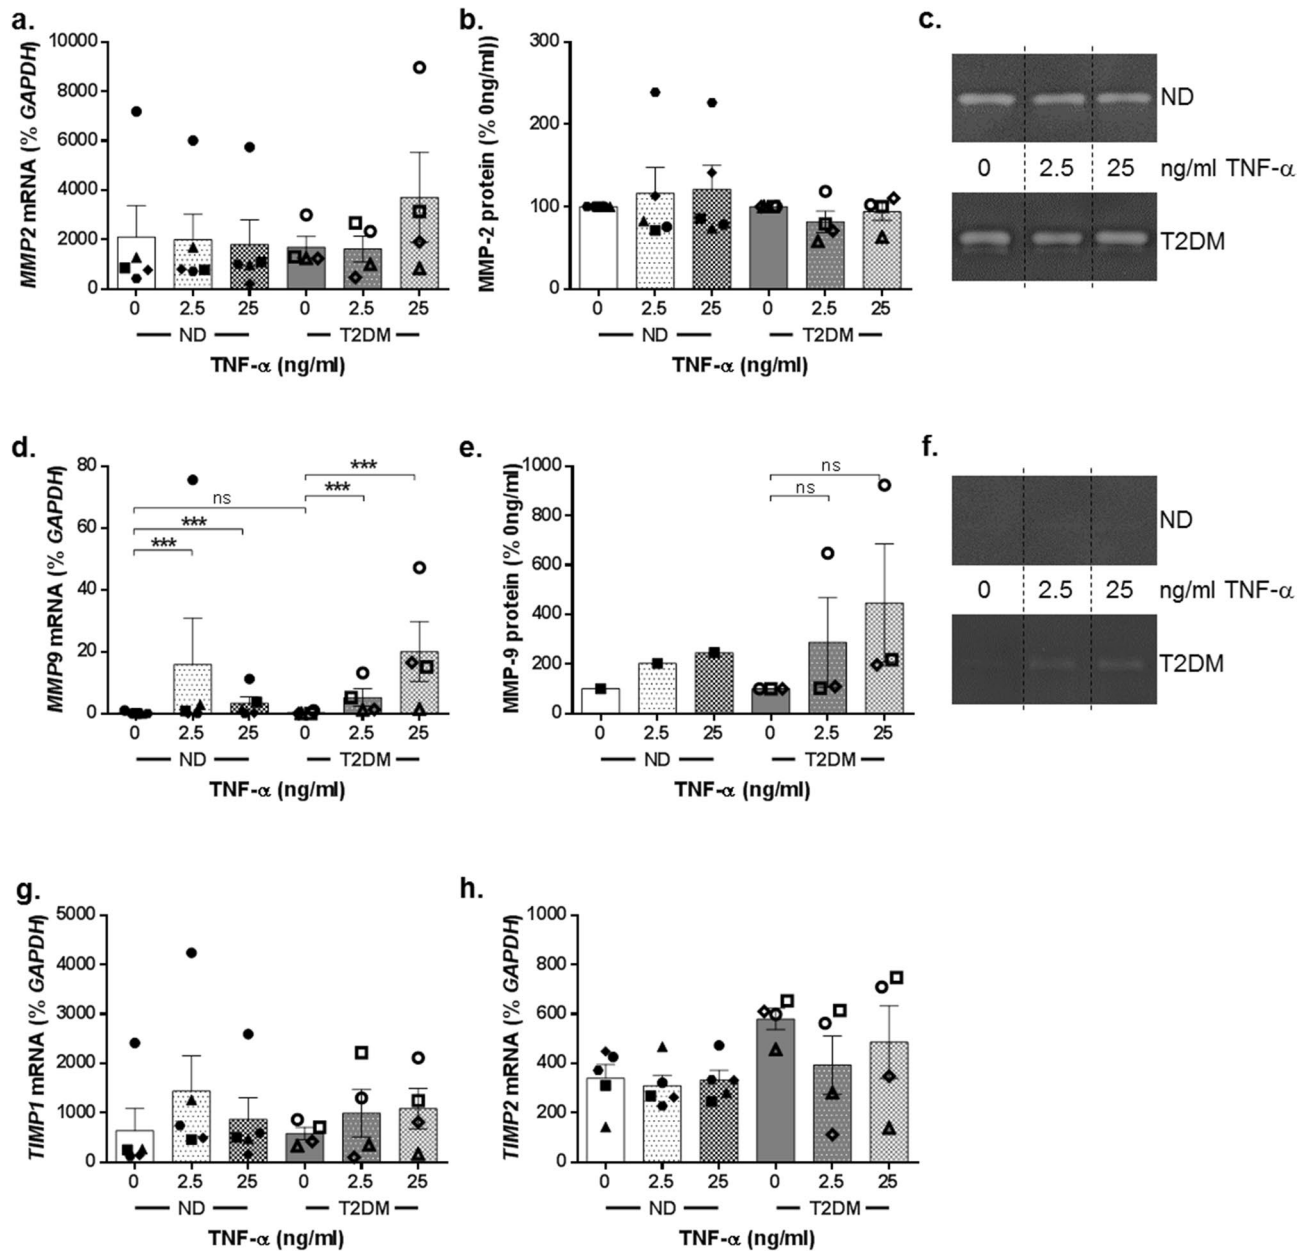 a.
MMP2 mRNA (% GAPDH)
10000
8000
6000
4000
2000
0
0 2.5 25 0 2.5 25
ND T2DM
TNF-α (ng/ml)
b.
MMP-2 protein (% 0ng/ml))
300
200
100
0
0 2.5 25 0 2.5 25
ND T2DM
TNF-α (ng/ml)
c.
ND
0 2.5 25 ng/ml TNF-α
T2DM
d.
MMP9 mRNA (% GAPDH)
80
60
40
20
0
***
***
ns
***
***
0 2.5 25 0 2.5 25
ND T2DM
TNF-α (ng/ml)
e.
MMP-9 protein (% 0ng/ml)
1000
800
600
400
200
0
ns
ns
0 2.5 25 0 2.5 25
ND T2DM
TNF-α (ng/ml)
f.
ND
0 2.5 25 ng/ml TNF-α
T2DM
g.
TIMP1 mRNA (% GAPDH)
5000
4000
3000
2000
1000
0
0 2.5 25 0 2.5 25
ND T2DM
TNF-α (ng/ml)
h.
TIMP2 mRNA (% GAPDH)
1000
800
600
400
200
0
0 2.5 25 0 2.5 25
ND T2DM
TNF-α (ng/ml)